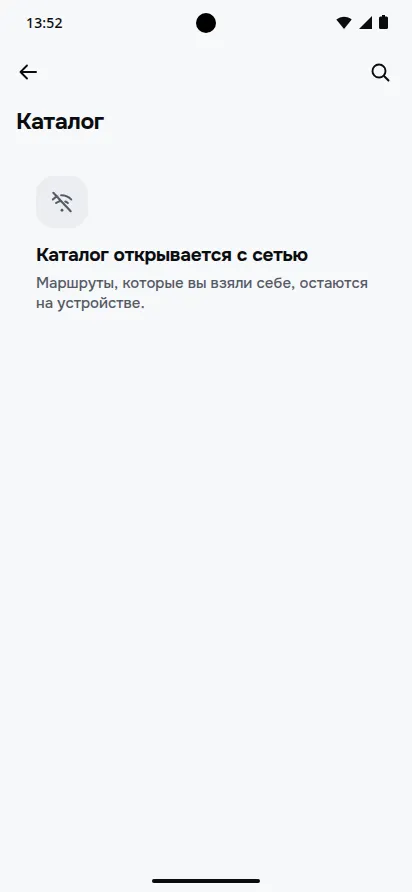 13:52
Каталог
Каталог открывается с сетью
Маршруты, которые вы взяли себе, остаются
на устройстве.